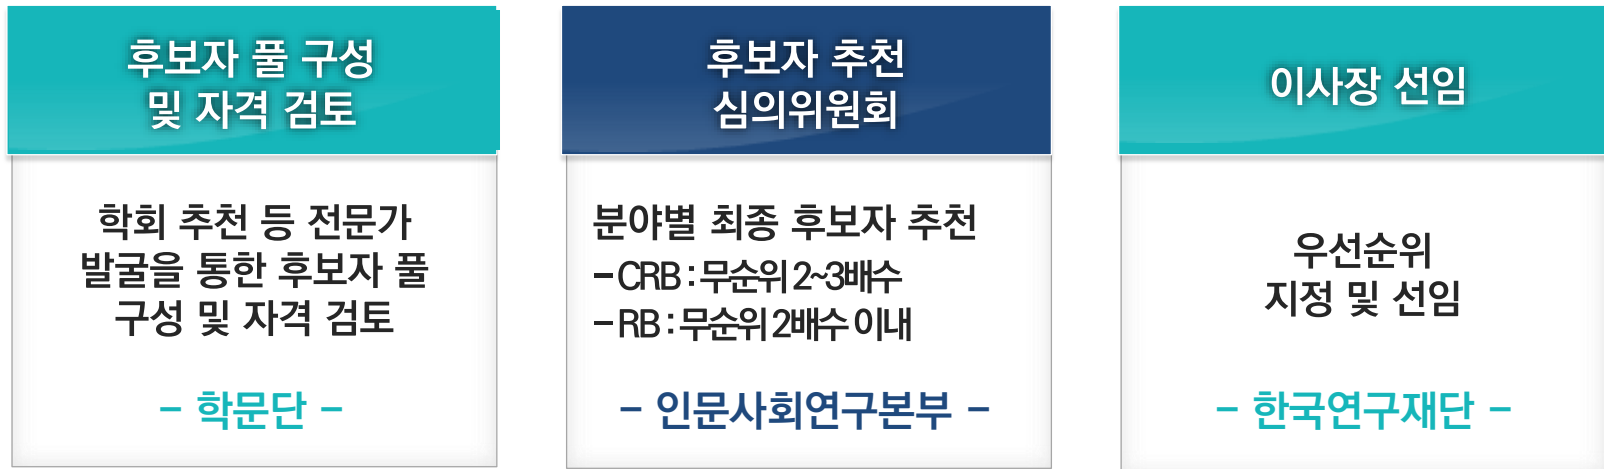 후보자 풀 구성
및 자격 검토
학회 추천 등 전문가
발굴을 통한 후보자 풀
구성 및 자격 검토
- 학문단 -
후보자 추천
심의위원회
분야별 최종 후보자 추천
- CRB : 무순위 2~3배수
- RB : 무순위 2배수 이내
- 인문사회연구본부 -
이사장 선임
우선순위
지정 및 선임
- 한국연구재단 -